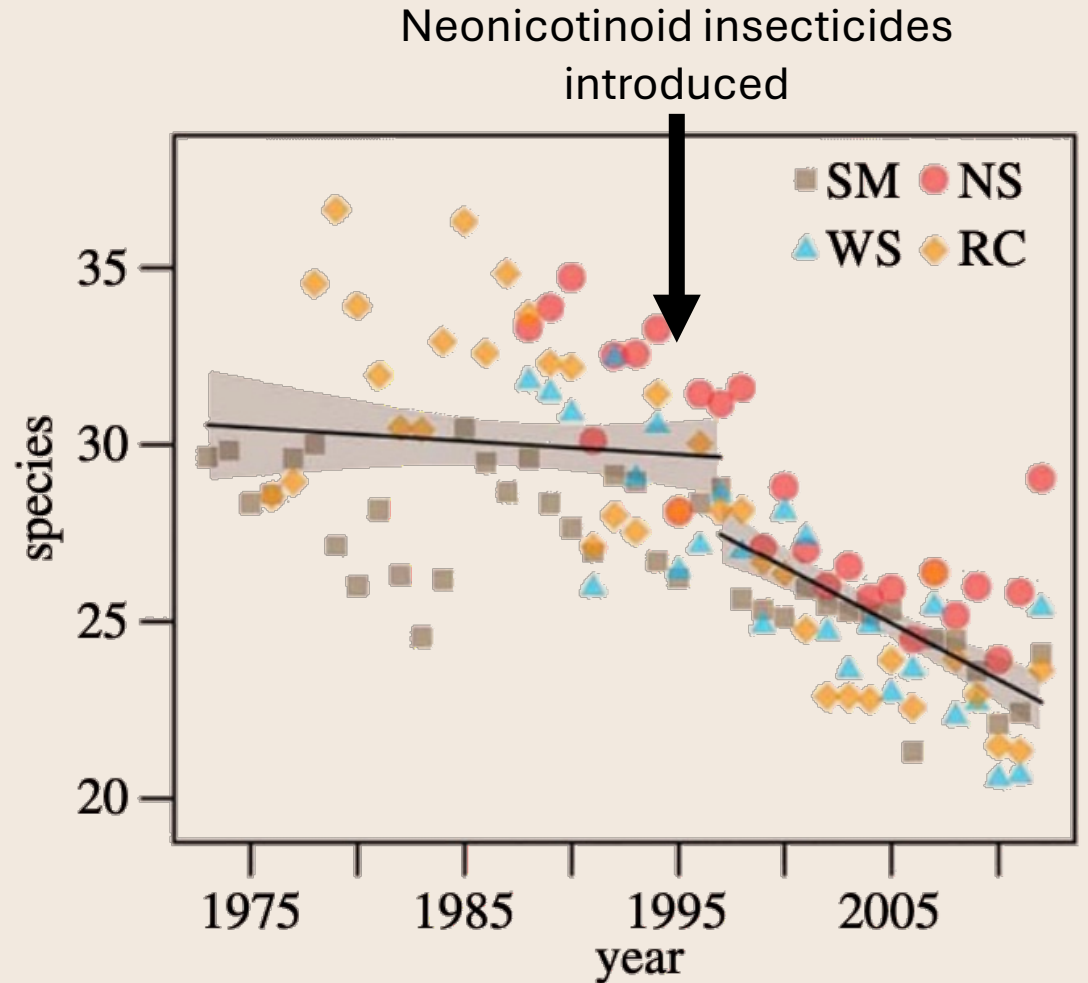 Neonicotinoid insecticides
introduced
SM NS
WS RC
35
30
25
20
species
1975 1985 1995 2005
year